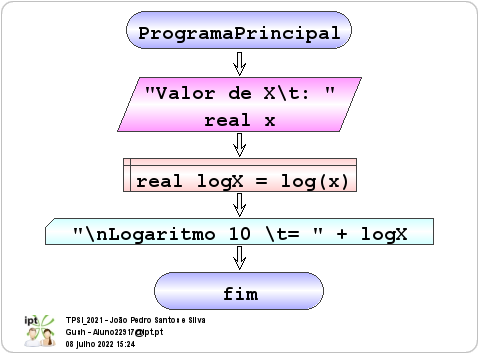 ProgramaPrincipal
"Valor de X\t: "
real x
real logX = log(x)
"\nLogaritmo 10 \t= " + logX
fim
ipt
TPSI_2021 - João Pedro Santos e Silva
Gush - Aluno22917@ipt.pt
08 julho 2022 15:24